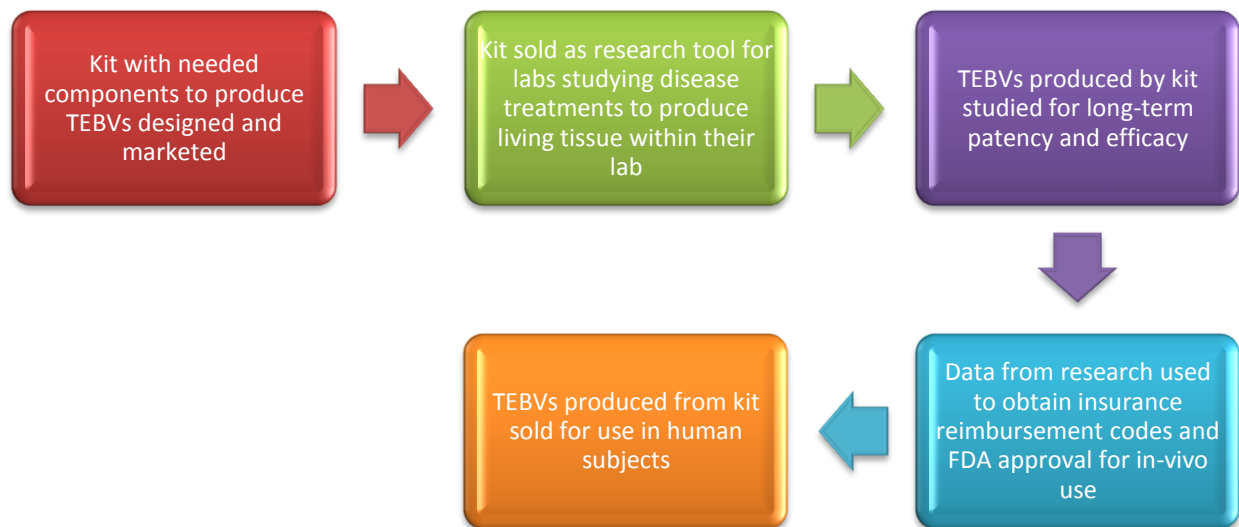 Kit with needed
components to produce
TEBVs designed and
marketed
Kit sold as research tool for
labs studying disease
treatments to produce
living tissue within their
lab
TEBVs produced by kit
studied for long-term
patency and efficacy
Data from research used
to obtain insurance
reimbursement codes and
FDA approval for in-vivo
use
TEBVs produced from kit
sold for use in human
subjects